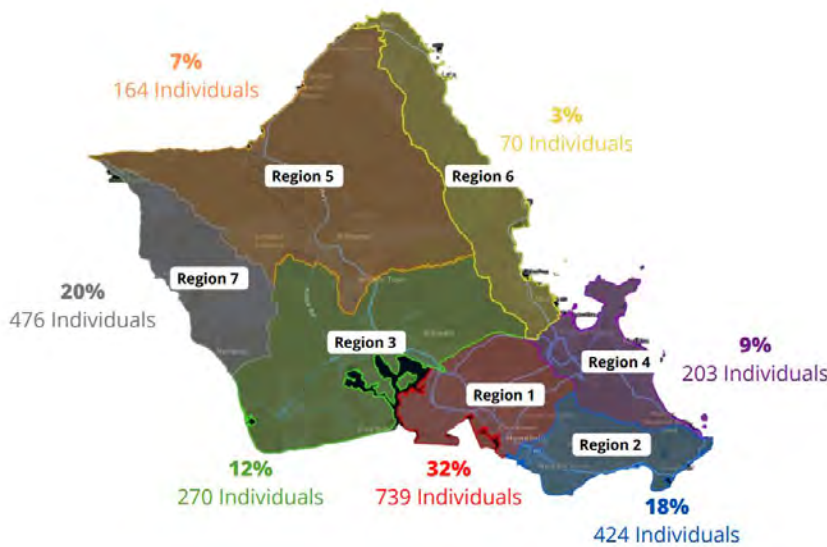 7%
164 Individuals
3%
70 Individuals
Region 5
Region 6
Region 7
20%
476 Individuals
Region 3
Region 4
9%
203 Individuals
Region 1
Region 2
12%
270 Individuals
32%
739 Individuals
18%
424 Individuals